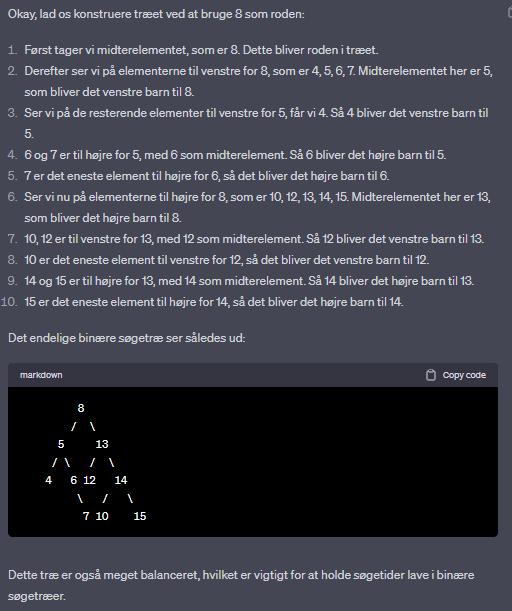 Okay, lad os konstruere træet ved at bruge 8 som roden:
1. Først tager vi midterelementet, som er 8. Dette bliver roden i træet.
2. Derefter ser vi på elementerne til venstre for 8, som er 4, 5, 6, 7. Midterelementet her er 5,
som bliver det venstre barn til 8.
3. Ser vi på de resterende elementer til venstre for 5, får vi 4. Så 4 bliver det venstre barn til
5.
4. 6 og 7 er til højre for 5, med 6 som midterelement. Så 6 bliver det højre barn til 5.
5. 7 er det eneste element til højre for 6, så det bliver det højre barn til 6.
6. Ser vi nu på elementerne til højre for 8, som er 10, 12, 13, 14, 15. Midterelementet her er 13,
som bliver det højre barn til 8.
7. 10, 12 er til venstre for 13, med 12 som midterelement. Så 12 bliver det venstre barn til 13.
8. 10 er det eneste element til venstre for 12, så det bliver det venstre barn til 12.
9. 14 og 15 er til højre for 13, med 14 som midterelement. Så 14 bliver det højre barn til 13.
10. 15 er det eneste element til højre for 14, så det bliver det højre barn til 14.
Det endelige binære søgetræ ser således ud:
markdown Copy code
8
/ \
5 13
/ \ / \
4 6 12 14
\ / \
7 10 15
Dette træ er også meget balanceret, hvilket er vigtigt for at holde søgetider lave i binære
søgetræer.